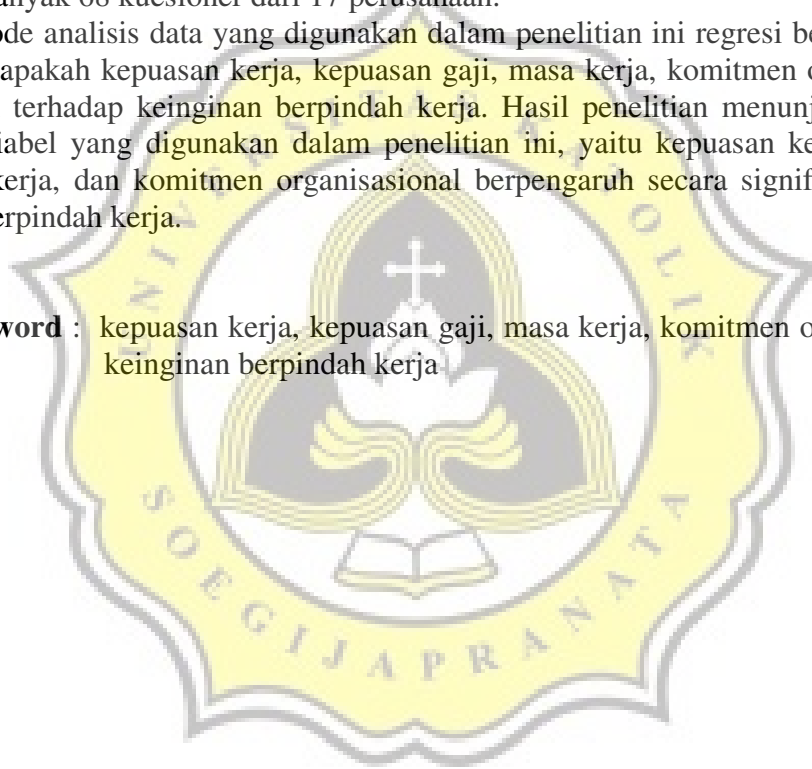 anyak 68 kuesioner dari 17 perusahaan.
ode analisis data yang digunakan dalam penelitian ini regresi be
apakah kepuasan kerja, kepuasan gaji, masa kerja, komitmen o
terhadap keinginan berpindah kerja. Hasil penelitian menunj
iabel yang digunakan dalam penelitian ini, yaitu kepuasan ke
kerja, dan komitmen organisasional berpengaruh secara signif
erpindah kerja.
word : kepuasan kerja, kepuasan gaji, masa kerja, komitmen o
keinginan berpindah kerja
UNIVERSITAS KATOLIK
SOEGIJAPRANATA